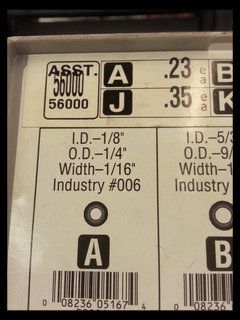 ASST. A .23 ea B
56000
56000 J .35 ea K
I.D.–1/8" I.D.–5/3
O.D.–1/4" O.D.–9/
Width–1/16" Width–1
Industry #006 Industry
A B
0 08236 05167 4 0 08236